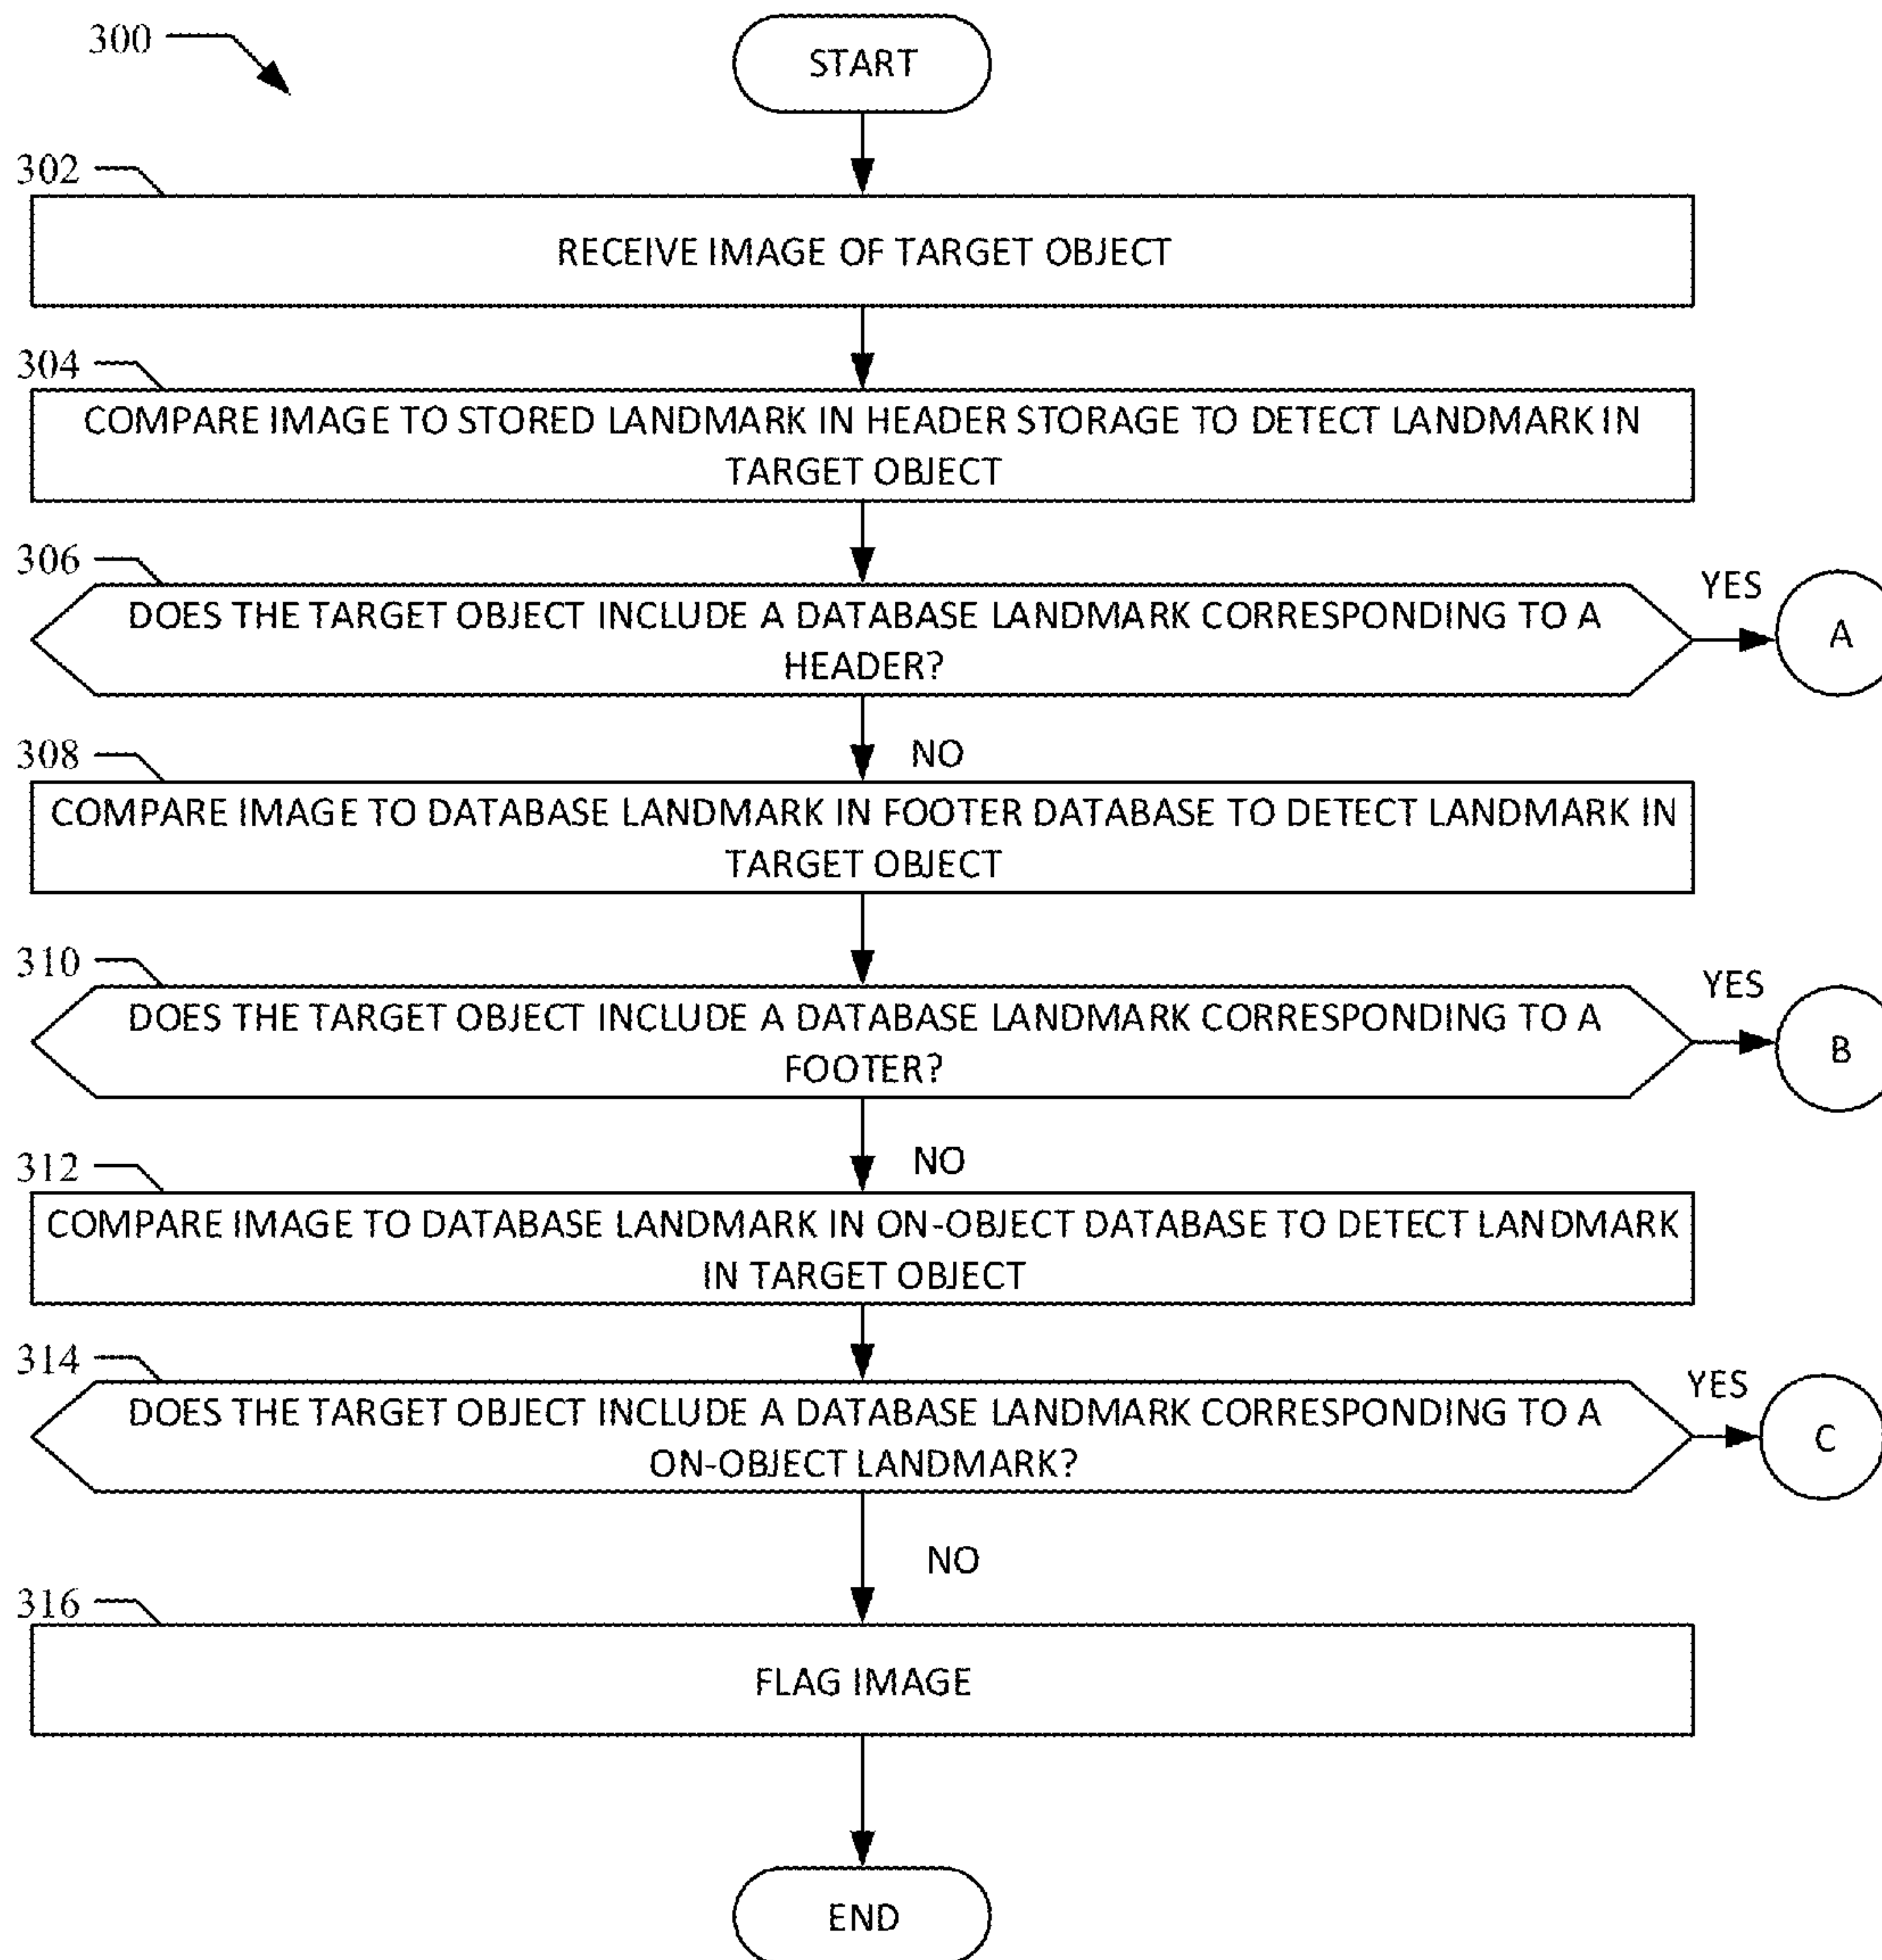 300
START
302
RECEIVE IMAGE OF TARGET OBJECT
304
COMPARE IMAGE TO STORED LANDMARK IN HEADER STORAGE TO DETECT LANDMARK IN
TARGET OBJECT
306
DOES THE TARGET OBJECT INCLUDE A DATABASE LANDMARK CORRESPONDING TO A
HEADER?
YES
A
NO
308
COMPARE IMAGE TO DATABASE LANDMARK IN FOOTER DATABASE TO DETECT LANDMARK IN
TARGET OBJECT
310
DOES THE TARGET OBJECT INCLUDE A DATABASE LANDMARK CORRESPONDING TO A
FOOTER?
YES
B
NO
312
COMPARE IMAGE TO DATABASE LANDMARK IN ON-OBJECT DATABASE TO DETECT LANDMARK
IN TARGET OBJECT
314
DOES THE TARGET OBJECT INCLUDE A DATABASE LANDMARK CORRESPONDING TO A
ON-OBJECT LANDMARK?
YES
C
NO
316
FLAG IMAGE
END